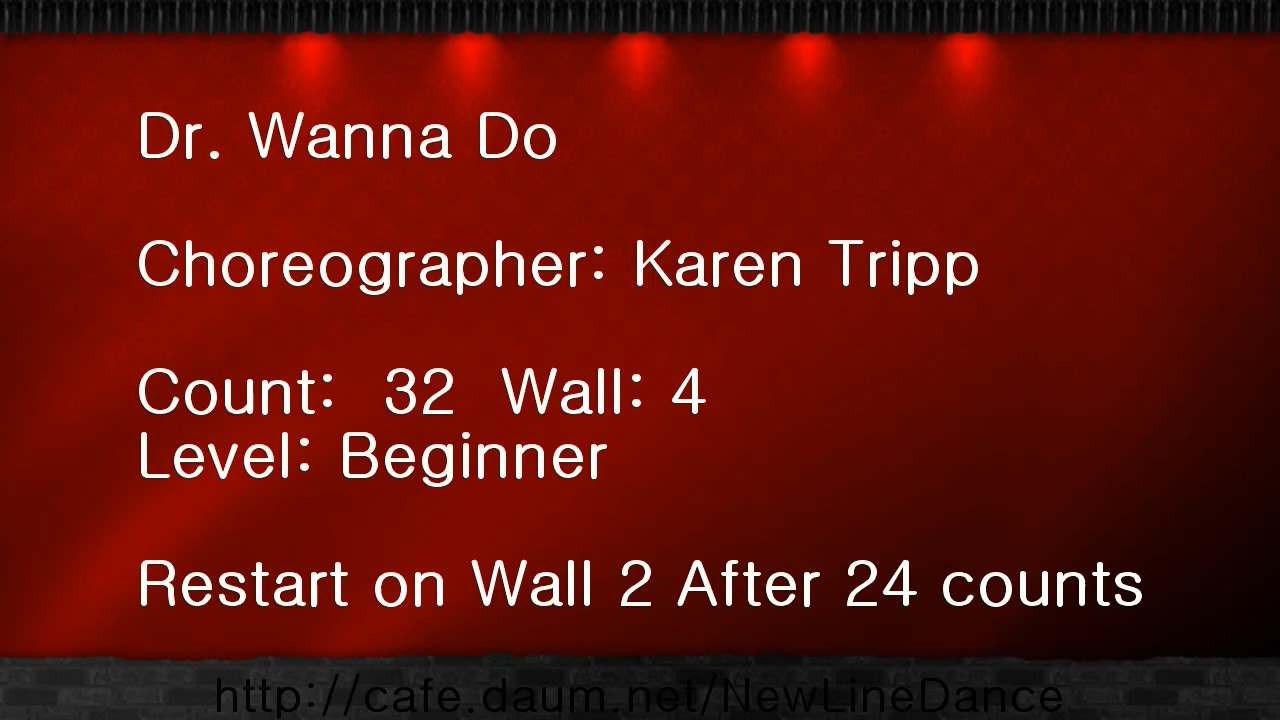 Dr. Wanna Do
Choreographer: Karen Tripp
Count: 32 Wall: 4
Level: Beginner
Restart on Wall 2 After 24 counts
http://cafe.daum.net/NewLineDance